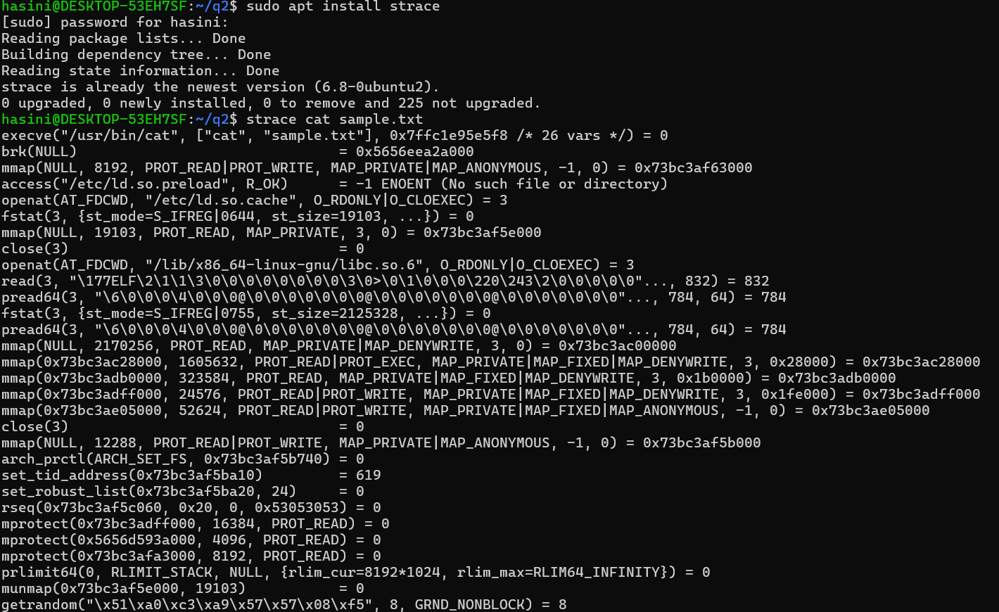 hasini@DESKTOP-53EH7SF:~/q2$ sudo apt install strace
[sudo] password for hasini:
Reading package lists... Done
Building dependency tree... Done
Reading state information... Done
strace is already the newest version (6.8-0ubuntu2).
0 upgraded, 0 newly installed, 0 to remove and 225 not upgraded.
hasini@DESKTOP-53EH7SF:~/q2$ strace cat sample.txt
execve("/usr/bin/cat", ["cat", "sample.txt"], 0x7ffc1e95e5f8 /* 26 vars */) = 0
brk(NULL)                               = 0x5656eea2a000
mmap(NULL, 8192, PROT_READ|PROT_WRITE, MAP_PRIVATE|MAP_ANONYMOUS, -1, 0) = 0x73bc3af63000
access("/etc/ld.so.preload", R_OK)      = -1 ENOENT (No such file or directory)
openat(AT_FDCWD, "/etc/ld.so.cache", O_RDONLY|O_CLOEXEC) = 3
fstat(3, {st_mode=S_IFREG|0644, st_size=19103, ...}) = 0
mmap(NULL, 19103, PROT_READ, MAP_PRIVATE, 3, 0) = 0x73bc3af5e000
close(3)                                = 0
openat(AT_FDCWD, "/lib/x86_64-linux-gnu/libc.so.6", O_RDONLY|O_CLOEXEC) = 3
read(3, "\177ELF\2\1\1\3\0\0\0\0\0\0\0\0\3\0>\0\1\0\0\0\220\243\2\0\0\0\0\0"..., 832) = 832
pread64(3, "\6\0\0\0\4\0\0\0@\0\0\0\0\0\0\0@\0\0\0\0\0\0\0@\0\0\0\0\0\0\0"..., 784, 64) = 784
fstat(3, {st_mode=S_IFREG|0755, st_size=2125328, ...}) = 0
pread64(3, "\6\0\0\0\4\0\0\0@\0\0\0\0\0\0\0@\0\0\0\0\0\0\0@\0\0\0\0\0\0\0"..., 784, 64) = 784
mmap(NULL, 2170256, PROT_READ, MAP_PRIVATE|MAP_DENYWRITE, 3, 0) = 0x73bc3ac00000
mmap(0x73bc3ac28000, 1605632, PROT_READ|PROT_EXEC, MAP_PRIVATE|MAP_FIXED|MAP_DENYWRITE, 3, 0x28000) = 0x73bc3ac28000
mmap(0x73bc3adb0000, 323584, PROT_READ, MAP_PRIVATE|MAP_FIXED|MAP_DENYWRITE, 3, 0x1b0000) = 0x73bc3adb0000
mmap(0x73bc3adff000, 24576, PROT_READ|PROT_WRITE, MAP_PRIVATE|MAP_FIXED|MAP_DENYWRITE, 3, 0x1fe000) = 0x73bc3adff000
mmap(0x73bc3ae05000, 52624, PROT_READ|PROT_WRITE, MAP_PRIVATE|MAP_FIXED|MAP_ANONYMOUS, -1, 0) = 0x73bc3ae05000
close(3)                                = 0
mmap(NULL, 12288, PROT_READ|PROT_WRITE, MAP_PRIVATE|MAP_ANONYMOUS, -1, 0) = 0x73bc3af5b000
arch_prctl(ARCH_SET_FS, 0x73bc3af5b740) = 0
set_tid_address(0x73bc3af5ba10)         = 619
set_robust_list(0x73bc3af5ba20, 24)     = 0
rseq(0x73bc3af5c060, 0x20, 0, 0x53053053) = 0
mprotect(0x73bc3adff000, 16384, PROT_READ) = 0
mprotect(0x5656d593a000, 4096, PROT_READ) = 0
mprotect(0x73bc3afa3000, 8192, PROT_READ) = 0
prlimit64(0, RLIMIT_STACK, NULL, {rlim_cur=8192*1024, rlim_max=RLIM64_INFINITY}) = 0
munmap(0x73bc3af5e000, 19103)           = 0
getrandom("\x51\xa0\xc3\xa9\x57\x57\x08\xf5", 8, GRND_NONBLOCK) = 8